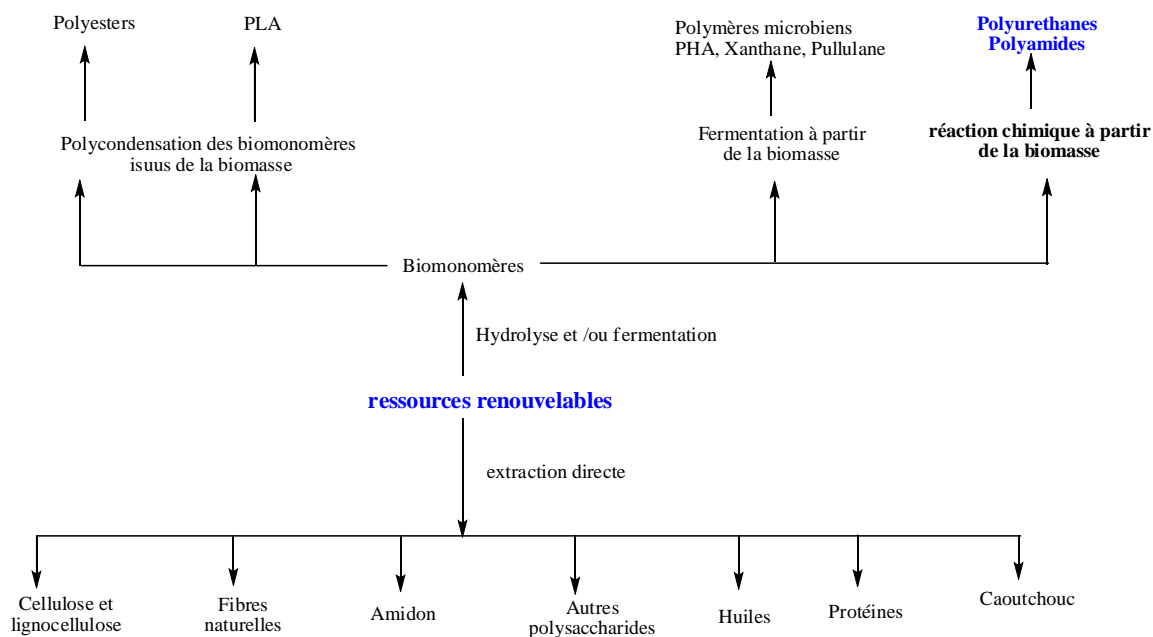 Polyesters
PLA
Polymères microbiens
PHA, Xanthane, Pullulane
Polyurethanes
Polyamides
Polycondensation des biomonomères
isuus de la biomasse
Fermentation à partir
de la biomasse
réaction chimique à partir
de la biomasse
Biomonomères
Hydrolyse et /ou fermentation
ressources renouvelables
extraction directe
Cellulose et
lignocellulose
Fibres
naturelles
Amidon
Autres
polysaccharides
Huiles
Protéines
Caoutchouc